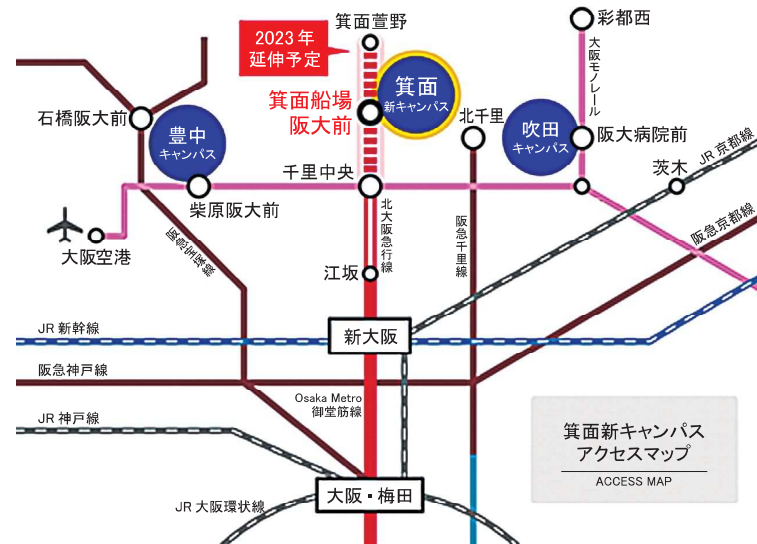 箕面萱野
彩都西
2023年
延伸予定
大阪モノレール
箕面
新キャンパス
箕面船場
阪大前
石橋阪大前
豊中
キャンパス
北千里
吹田
キャンパス
阪大病院前
JR 京都線
千里中央
茨木
柴原阪大前
北大阪急行線
阪急千里線
阪急京都線
大阪空港
阪急宝塚線
江坂
JR 新幹線
新大阪
阪急神戸線
Osaka Metro
御堂筋線
JR 神戸線
箕面新キャンパス
アクセスマップ
ACCESS MAP
大阪・梅田
JR 大阪環状線